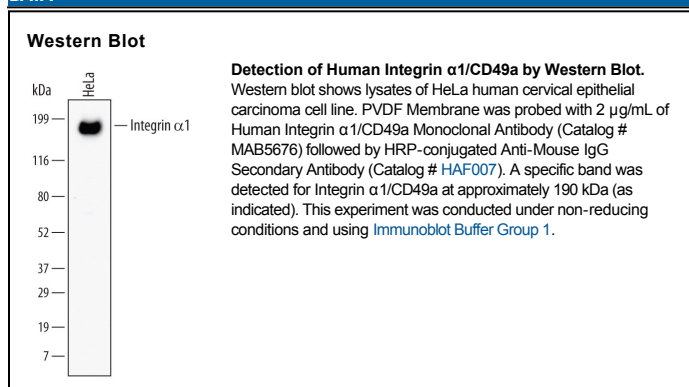 Western Blot
kDa
HeLa
199
Integrin α1
116
80
52
37
29
19
7
Detection of Human Integrin α1/CD49a by Western Blot.
Western blot shows lysates of HeLa human cervical epithelial
carcinoma cell line. PVDF Membrane was probed with 2 µg/mL of
Human Integrin α1/CD49a Monoclonal Antibody (Catalog #
MAB5676) followed by HRP-conjugated Anti-Mouse IgG
Secondary Antibody (Catalog # HAF007). A specific band was
detected for Integrin α1/CD49a at approximately 190 kDa (as
indicated). This experiment was conducted under non-reducing
conditions and using Immunoblot Buffer Group 1.